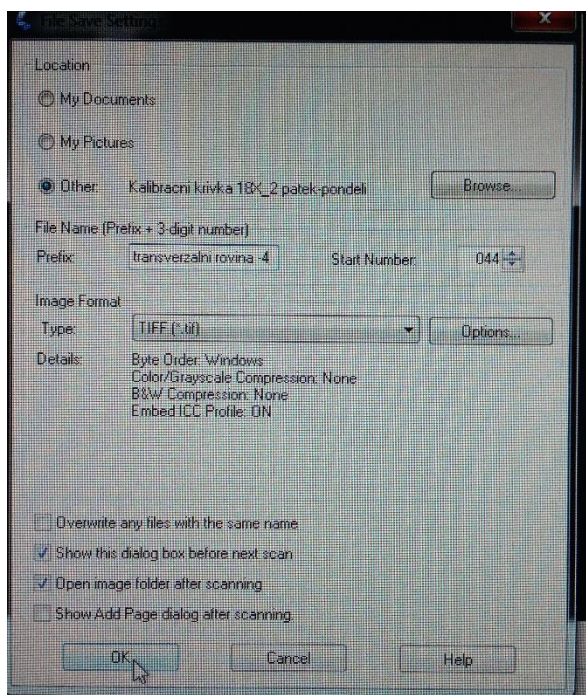 File Save Settings
Location
My Documents
My Pictures
Other: Kalibracni krivka 18X_2 patek-pondeli Browse...
File Name (Prefix + 3-digit number)
Prefix: transverzalni rovina -4 Start Number: 044
Image Format
Type: TIFF (*.tif) Options...
Details: Byte Order: Windows
Color/Grayscale Compression: None
B&W Compression: None
Embed ICC Profile: ON
Overwrite any files with the same name
Show this dialog box before next scan
Open image folder after scanning
Show Add Page dialog after scanning
OK Cancel Help